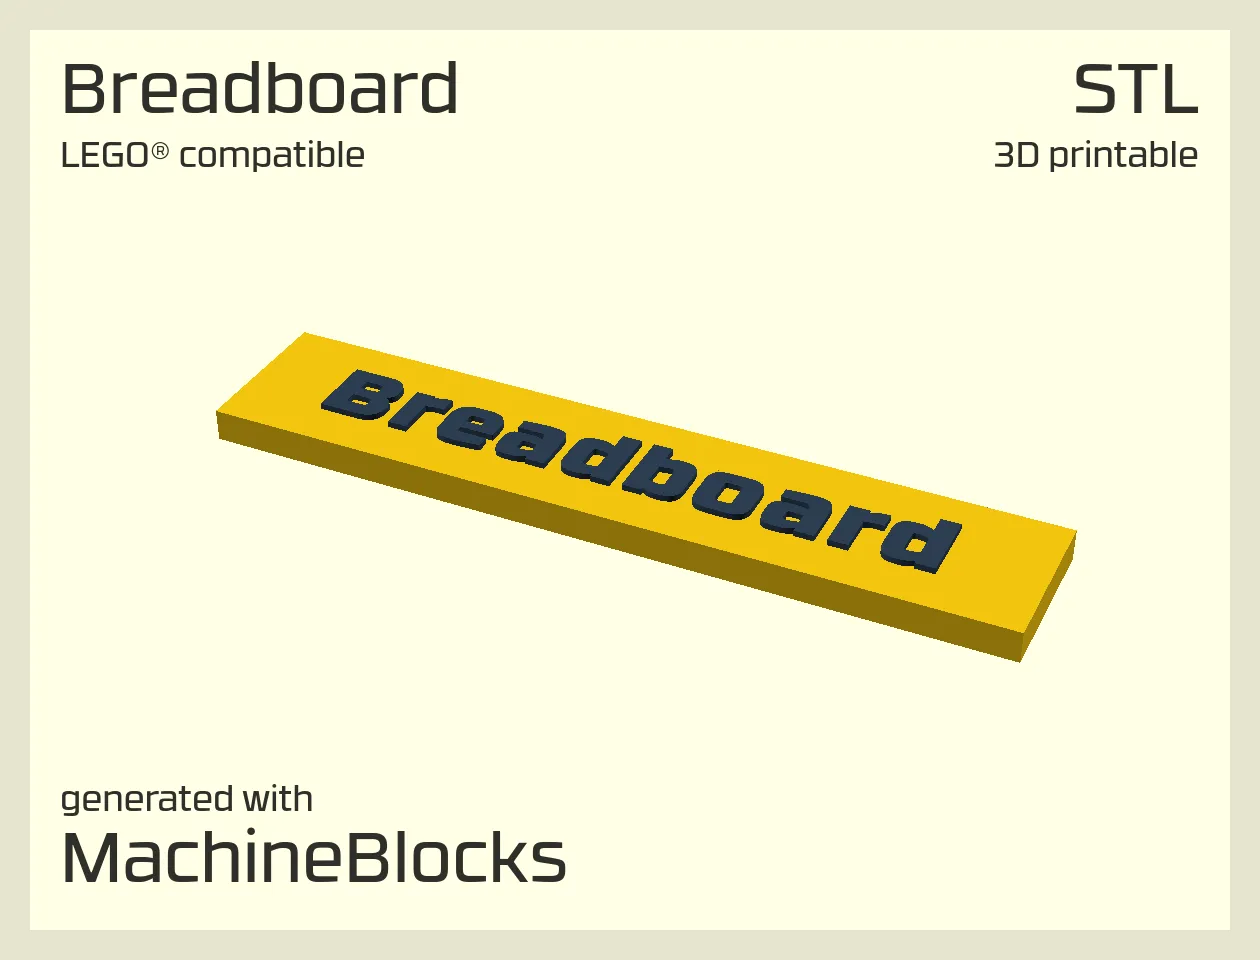 Breadboard
LEGO® compatible
STL
3D printable
Breadboard
generated with
MachineBlocks